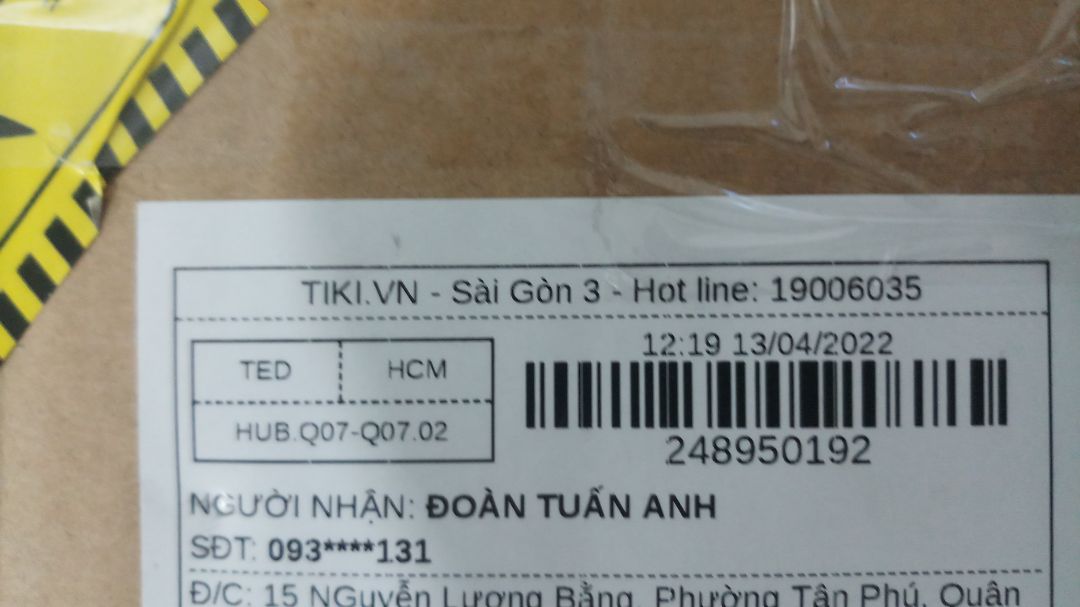 TIKI.VN - Sài Gòn 3 - Hot line: 19006035
12:19 13/04/2022
TED HCM
HUB.Q07-Q07.02
248950192
NGƯỜI NHẬN: ĐOÀN TUẤN ANH
SĐT: 093****131
Đ/C: 15 NGuyễn Lương Bằng, Phường Tân Phú, Quận